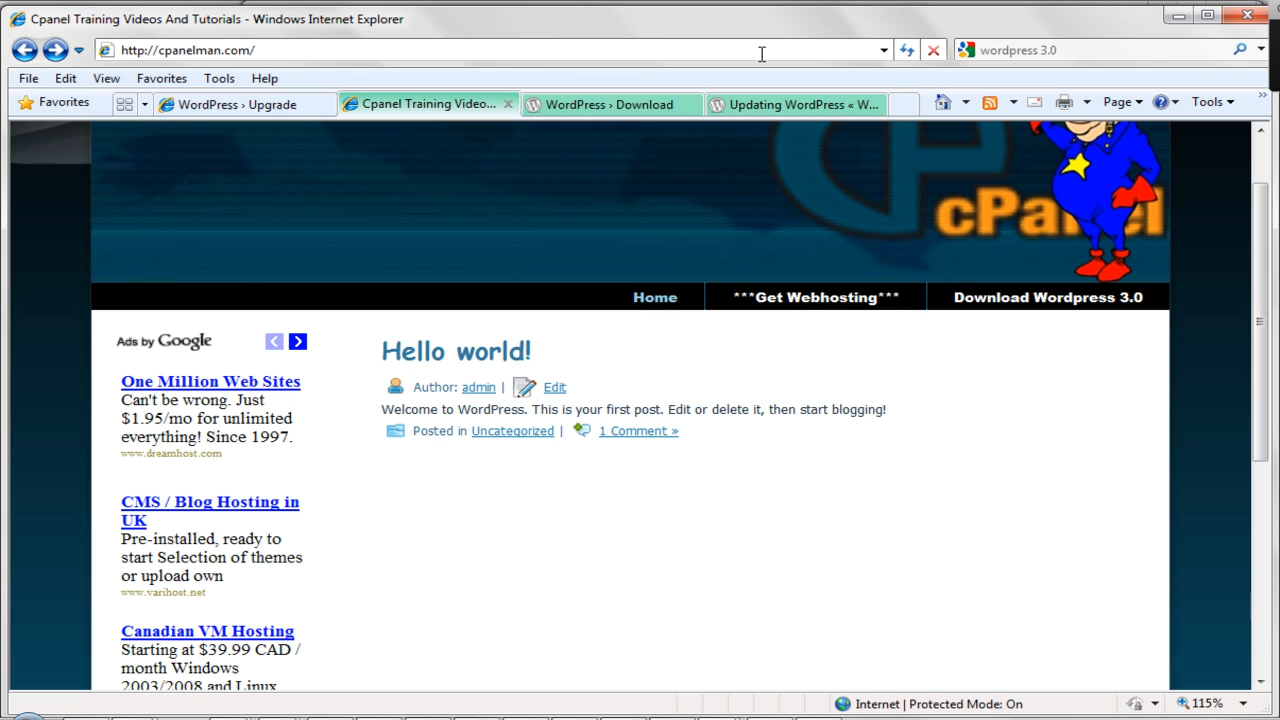 Cpanel Training Videos And Tutorials - Windows Internet Explorer
http://cpanelman.com/
wordpress 3.0
File Edit View Favorites Tools Help
Favorites WordPress › Upgrade Cpanel Training Video... WordPress › Download Updating WordPress « W... Page Tools
cPanel
Home ***Get Webhosting*** Download Wordpress 3.0
Ads by Google
One Million Web Sites
Can't be wrong. Just
$1.95/mo for unlimited
everything! Since 1997.
www.dreamhost.com
CMS / Blog Hosting in
UK
Pre-installed, ready to
start Selection of themes
or upload own
www.varihost.net
Canadian VM Hosting
Starting at $39.99 CAD /
month Windows
2003/2008 and Linux
Hello world!
Author: admin | Edit
Welcome to WordPress. This is your first post. Edit or delete it, then start blogging!
Posted in Uncategorized | 1 Comment »
Internet | Protected Mode: On
115%